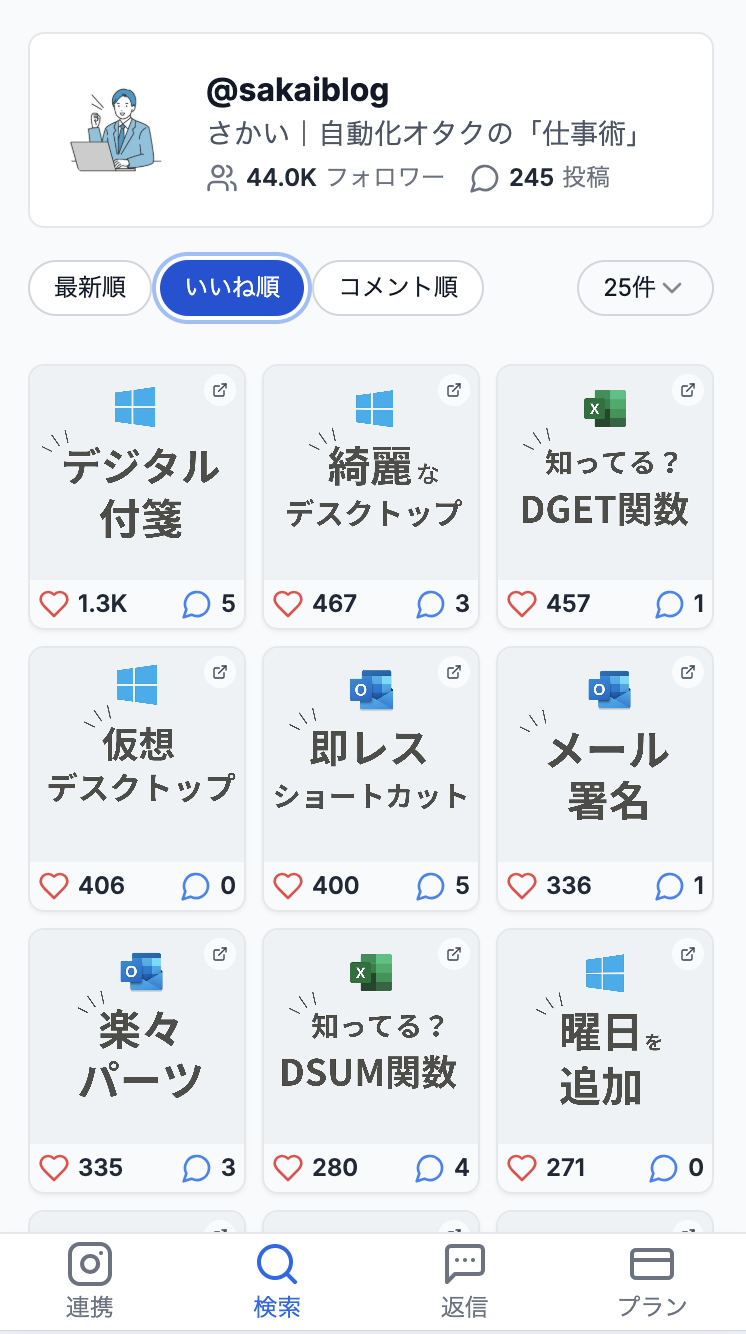 @sakaiblog
さかい｜自動化オタクの「仕事術」
44.0K フォロワー 245 投稿
最新順 いいね順 コメント順 25件
デジタル
付箋
1.3K 5
綺麗な
デスクトップ
467 3
X
知ってる？
DGET関数
457 1
仮想
デスクトップ
406 0
O
即レス
ショートカット
400 5
O
メール
署名
336 1
O
楽々
パーツ
335 3
X
知ってる？
DSUM関数
280 4
曜日を
追加
271 0
連携 検索 返信 プラン